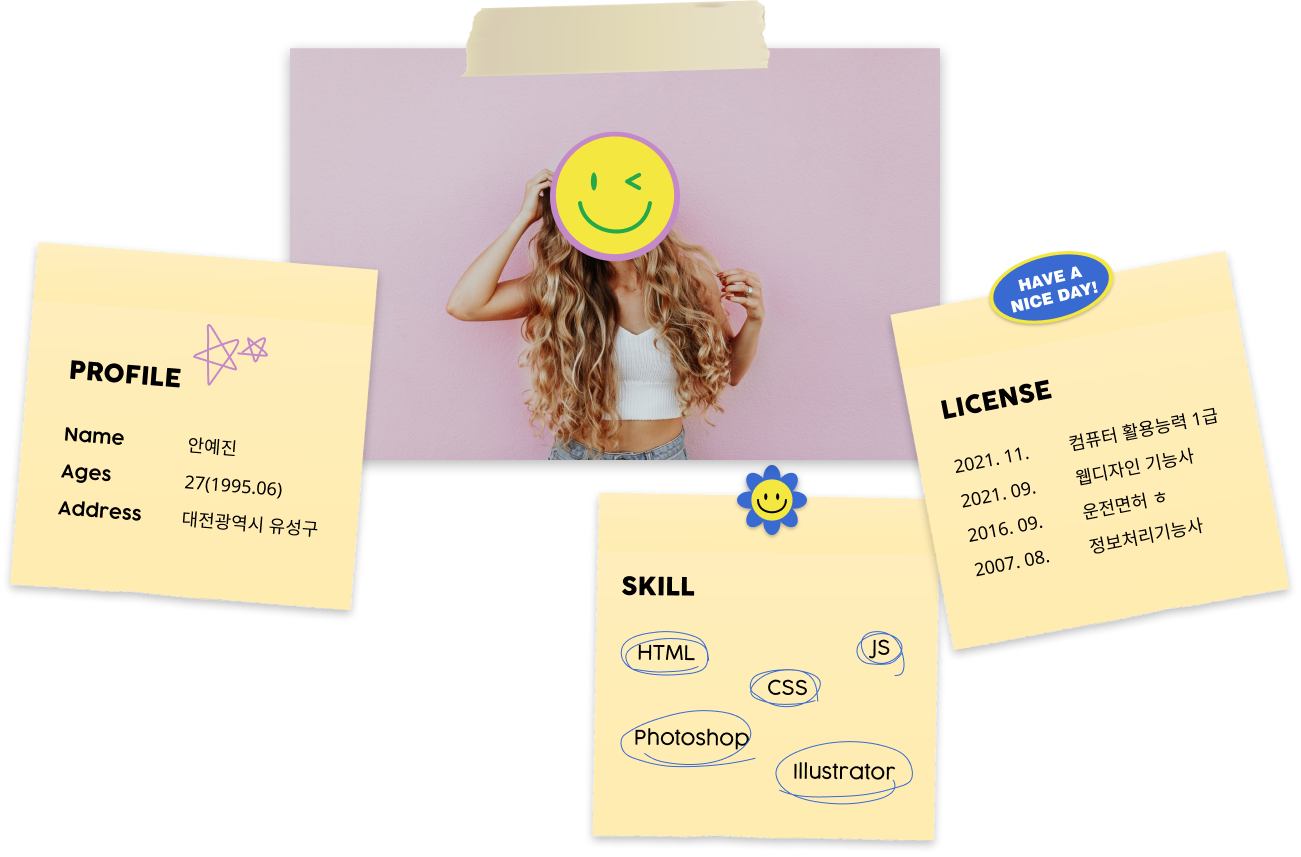 PROFILE
Name 안예진
Ages 27(1995.06)
Address 대전광역시 유성구
HAVE A
NICE DAY!
LICENSE
2021. 11. 컴퓨터 활용능력 1급
2021. 09. 웹디자인 기능사
2016. 09. 운전면허 ㅎ
2007. 08. 정보처리기능사
SKILL
HTML
JS
CSS
Photoshop
Illustrator